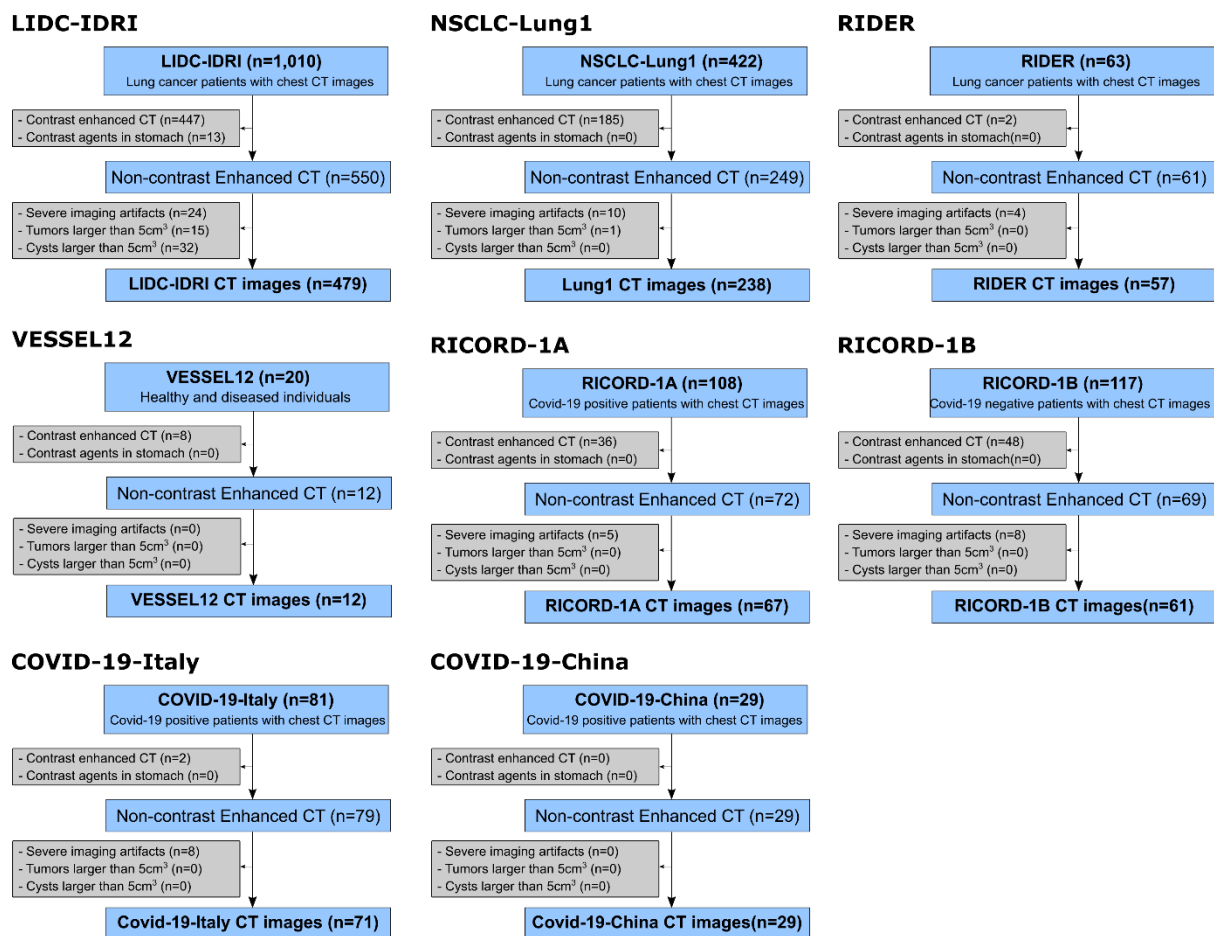 LIDC-IDRI
LIDC-IDRI (n=1,010)
Lung cancer patients with chest CT images
- Contrast enhanced CT (n=447)
- Contrast agents in stomach (n=13)
Non-contrast Enhanced CT (n=550)
- Severe imaging artifacts (n=24)
- Tumors larger than 5cm³ (n=15)
- Cysts larger than 5cm³ (n=32)
LIDC-IDRI CT images (n=479)
NSCLC-Lung1
NSCLC-Lung1 (n=422)
Lung cancer patients with chest CT images
- Contrast enhanced CT (n=185)
- Contrast agents in stomach (n=0)
Non-contrast Enhanced CT (n=249)
- Severe imaging artifacts (n=10)
- Tumors larger than 5cm³ (n=1)
- Cysts larger than 5cm³ (n=0)
Lung1 CT images (n=238)
RIDER
RIDER (n=63)
Lung cancer patients with chest CT images
- Contrast enhanced CT (n=2)
- Contrast agents in stomach(n=0)
Non-contrast Enhanced CT (n=61)
- Severe imaging artifacts (n=4)
- Tumors larger than 5cm³ (n=0)
- Cysts larger than 5cm³ (n=0)
RIDER CT images (n=57)
VESSEL12
VESSEL12 (n=20)
Healthy and diseased individuals
- Contrast enhanced CT (n=8)
- Contrast agents in stomach (n=0)
Non-contrast Enhanced CT (n=12)
- Severe imaging artifacts (n=0)
- Tumors larger than 5cm³ (n=0)
- Cysts larger than 5cm³ (n=0)
VESSEL12 CT images (n=12)
RICORD-1A
RICORD-1A (n=108)
Covid-19 positive patients with chest CT images
- Contrast enhanced CT (n=36)
- Contrast agents in stomach (n=0)
Non-contrast Enhanced CT (n=72)
- Severe imaging artifacts (n=5)
- Tumors larger than 5cm³ (n=0)
- Cysts larger than 5cm³ (n=0)
RICORD-1A CT images (n=67)
RICORD-1B
RICORD-1B (n=117)
Covid-19 negative patients with chest CT images
- Contrast enhanced CT (n=48)
- Contrast agents in stomach(n=0)
Non-contrast Enhanced CT (n=69)
- Severe imaging artifacts (n=8)
- Tumors larger than 5cm³ (n=0)
- Cysts larger than 5cm³ (n=0)
RICORD-1B CT images(n=61)
COVID-19-Italy
COVID-19-Italy (n=81)
Covid-19 positive patients with chest CT images
- Contrast enhanced CT (n=2)
- Contrast agents in stomach (n=0)
Non-contrast Enhanced CT (n=79)
- Severe imaging artifacts (n=8)
- Tumors larger than 5cm³ (n=0)
- Cysts larger than 5cm³ (n=0)
Covid-19-Italy CT images (n=71)
COVID-19-China
COVID-19-China (n=29)
Covid-19 positive patients with chest CT images
- Contrast enhanced CT (n=0)
- Contrast agents in stomach (n=0)
Non-contrast Enhanced CT (n=29)
- Severe imaging artifacts (n=0)
- Tumors larger than 5cm³ (n=0)
- Cysts larger than 5cm³ (n=0)
Covid-19-China CT images(n=29)